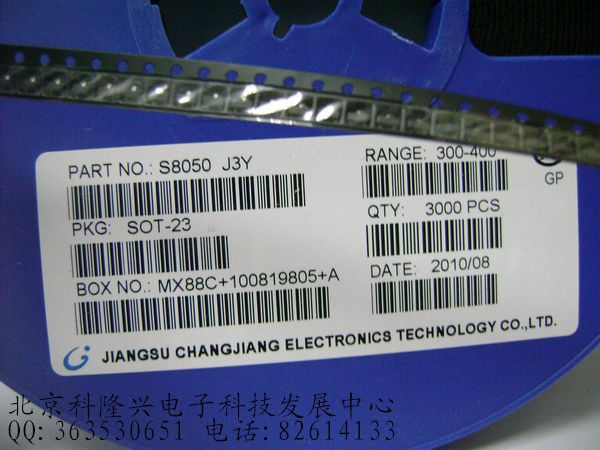 PART NO.: S8050 J3Y
RANGE: 300-400
GP
PKG: SOT-23
QTY: 3000 PCS
BOX NO.: MX88C+100819805+A
DATE: 2010/08
JIANGSU CHANGJIANG ELECTRONICS TECHNOLOGY CO.,LTD.
北京科隆兴电子科技发展中心
QQ: 363530651 电话: 82614133